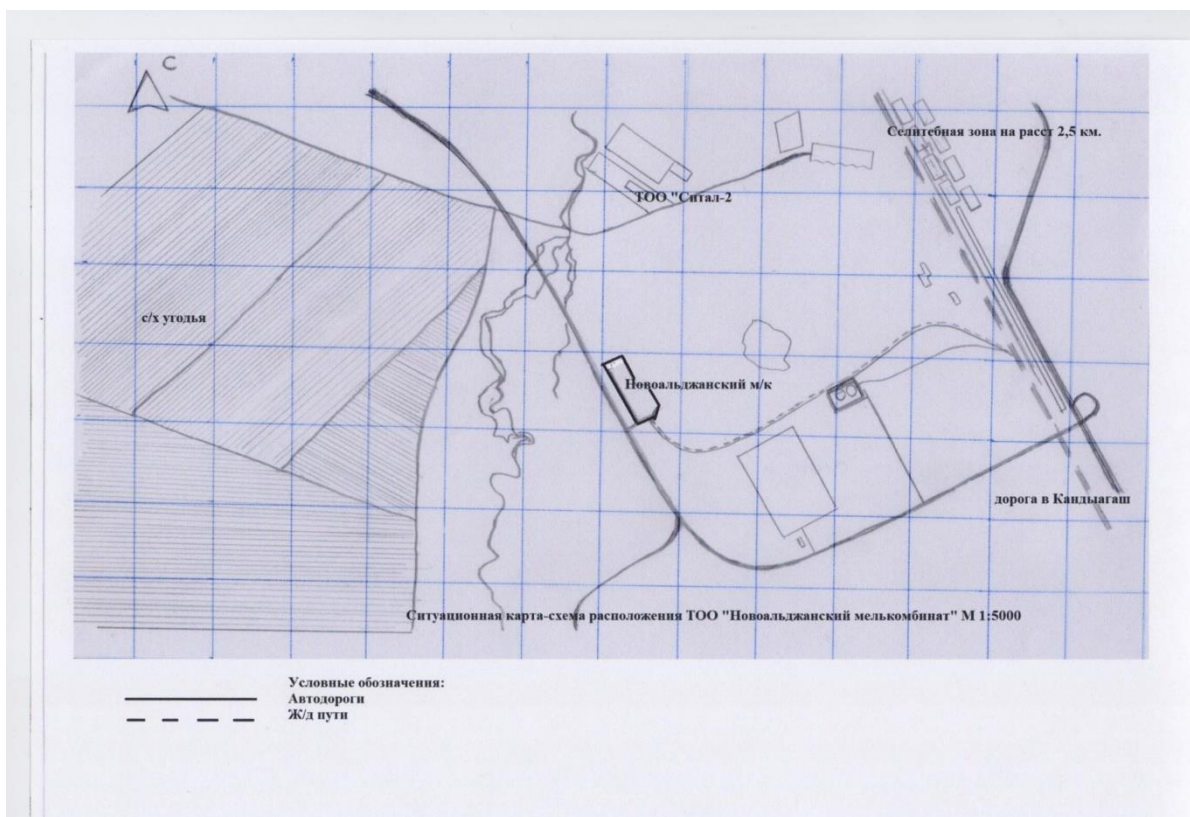 С
Селитебная зона на расст 2,5 км.
ТОО "Ситал-2
с/х угодья
Новоальджанский м/к
дорога в Кандыагаш
Ситуационная карта-схема расположения ТОО "Новоальджанский мелькомбинат" М 1:5000
Условные обозначения:
Автодороги
Ж/д пути